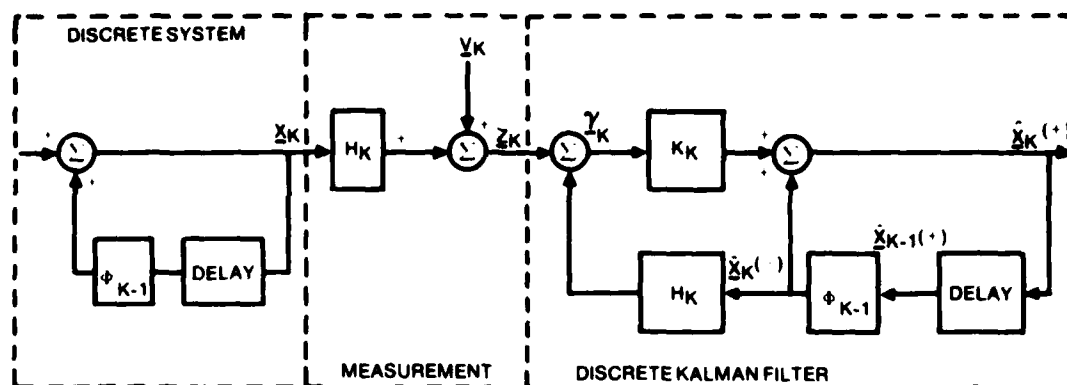 DISCRETE SYSTEM
V_K
+ Σ X_K H_K + + Σ Z_K Σ γ_K K_K + Σ X̂_K (+)
+ +
Φ_K-1 DELAY H_K X̂_K( ) Φ_K-1 X̂_K-1(+) DELAY
MEASUREMENT DISCRETE KALMAN FILTER